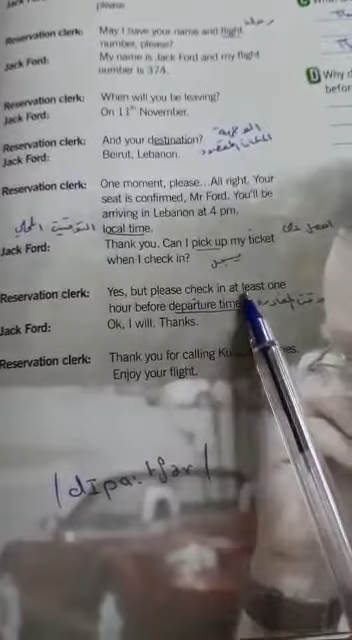 please
Reservation clerk: May I have your name and flight
number, please?
Jack Ford: My name is Jack Ford and my flight
number is 374.
Reservation clerk: When will you be leaving?
Jack Ford: On 11th November.
Reservation clerk: And your destination?
Jack Ford: Beirut, Lebanon.
Reservation clerk: One moment, please...All right. Your
seat is confirmed, Mr Ford. You'll be
arriving in Lebanon at 4 pm.
local time.
Jack Ford: Thank you. Can I pick up my ticket
when I check in?
يسجل
Reservation clerk: Yes, but please check in at least one
hour before departure time
Jack Ford: Ok, I will. Thanks.
Reservation clerk: Thank you for calling
Enjoy your flight.
D Why d
befor